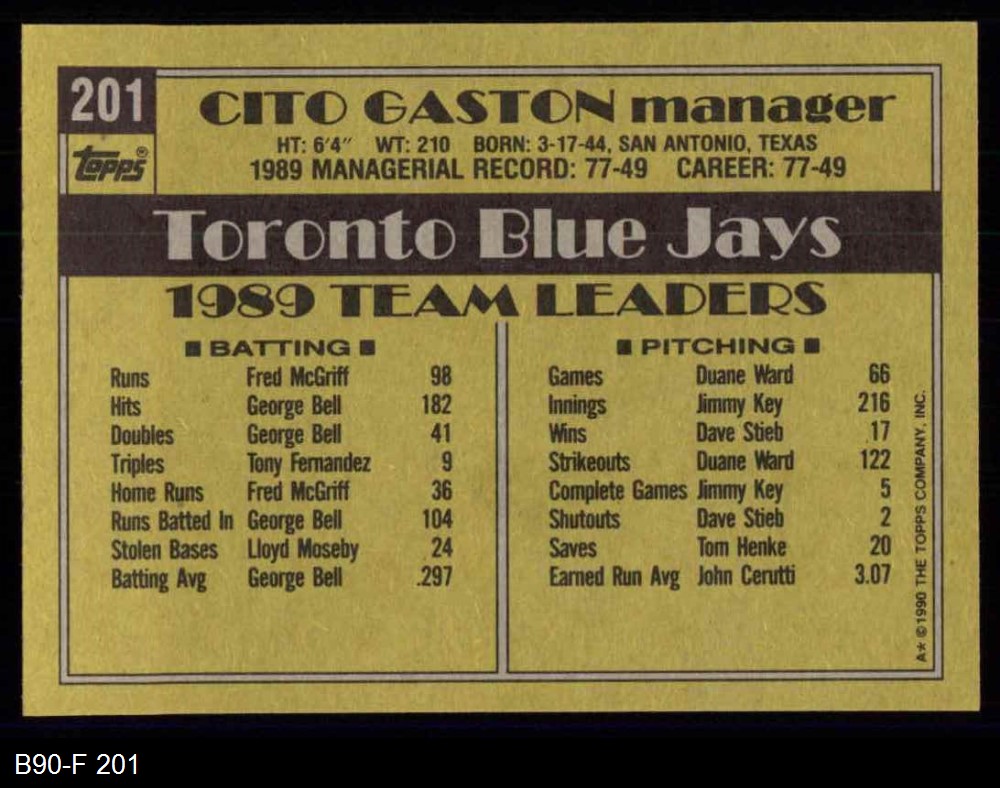 201
topps®
CITO GASTON manager
HT: 6'4" WT: 210 BORN: 3-17-44, SAN ANTONIO, TEXAS
1989 MANAGERIAL RECORD: 77-49 CAREER: 77-49
Toronto Blue Jays
1989 TEAM LEADERS
BATTING
Runs Fred McGriff 98
Hits George Bell 182
Doubles George Bell 41
Triples Tony Fernandez 9
Home Runs Fred McGriff 36
Runs Batted In George Bell 104
Stolen Bases Lloyd Moseby 24
Batting Avg George Bell .297
PITCHING
Games Duane Ward 66
Innings Jimmy Key 216
Wins Dave Stieb 17
Strikeouts Duane Ward 122
Complete Games Jimmy Key 5
Shutouts Dave Stieb 2
Saves Tom Henke 20
Earned Run Avg John Cerutti 3.07
A* ©1990 THE TOPPS COMPANY, INC.
B90-F 201